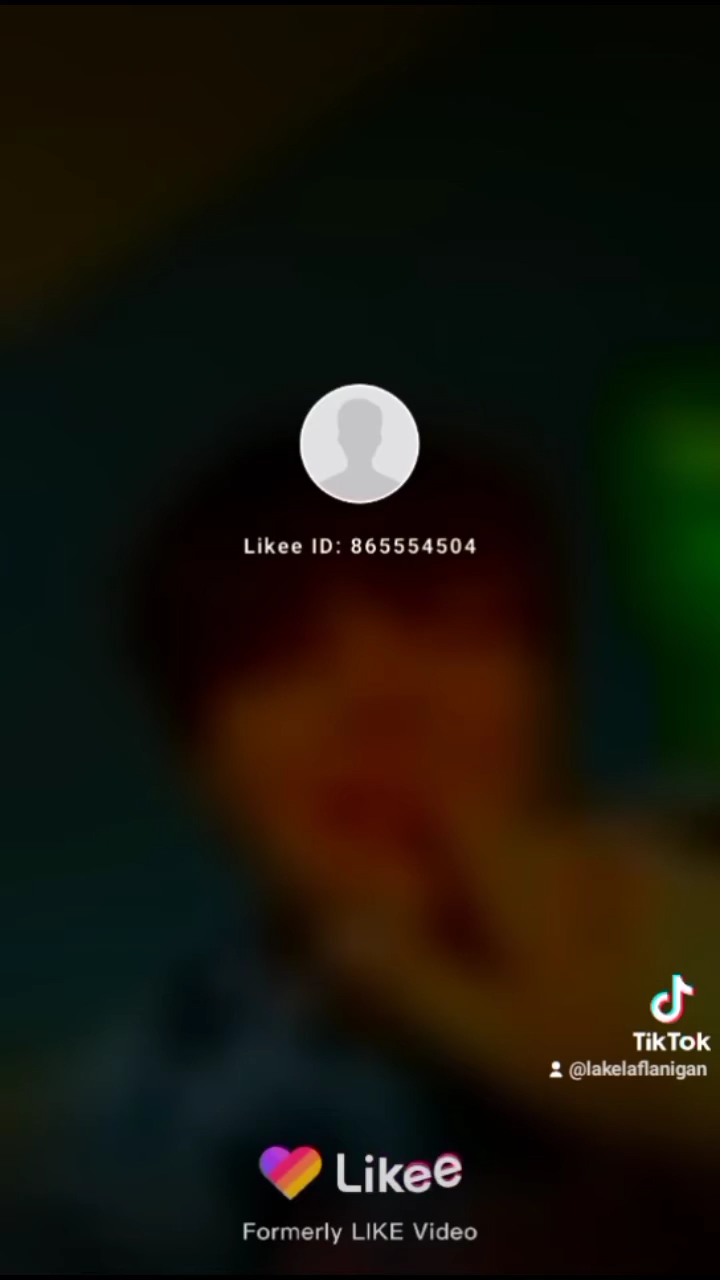 Likee ID: 865554504
TikTok
@lakelaflanigan
Likee
Formerly LIKE Video